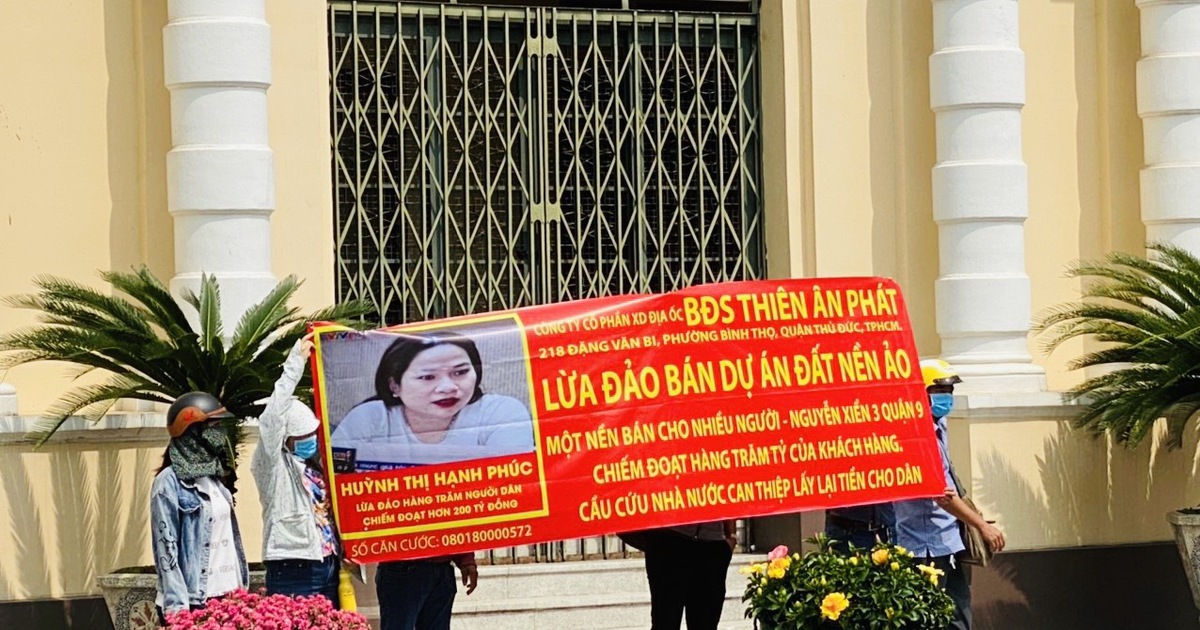 CÔNG TY CỔ PHẦN XD ĐỊA ỐC BĐS THIÊN ÂN PHÁT
218 ĐẶNG VĂN BI, PHƯỜNG BÌNH THỌ, QUẬN THỦ ĐỨC, TPHCM.
LỪA ĐẢO BÁN DỰ ÁN ĐẤT NỀN ẢO
MỘT NỀN BÁN CHO NHIỀU NGƯỜI - NGUYỄN XIỂN 3 QUẬN 9
CHIẾM ĐOẠT HÀNG TRĂM TỶ CỦA KHÁCH HÀNG.
CẦU CỨU NHÀ NƯỚC CAN THIỆP LẤY LẠI TIỀN CHO DÂN
HUỲNH THỊ HẠNH PHÚC
LỪA ĐẢO HÀNG TRĂM NGƯỜI DÂN
CHIẾM ĐOẠT HƠN 200 TỶ ĐỒNG
SỐ CĂN CƯỚC: 080180000572